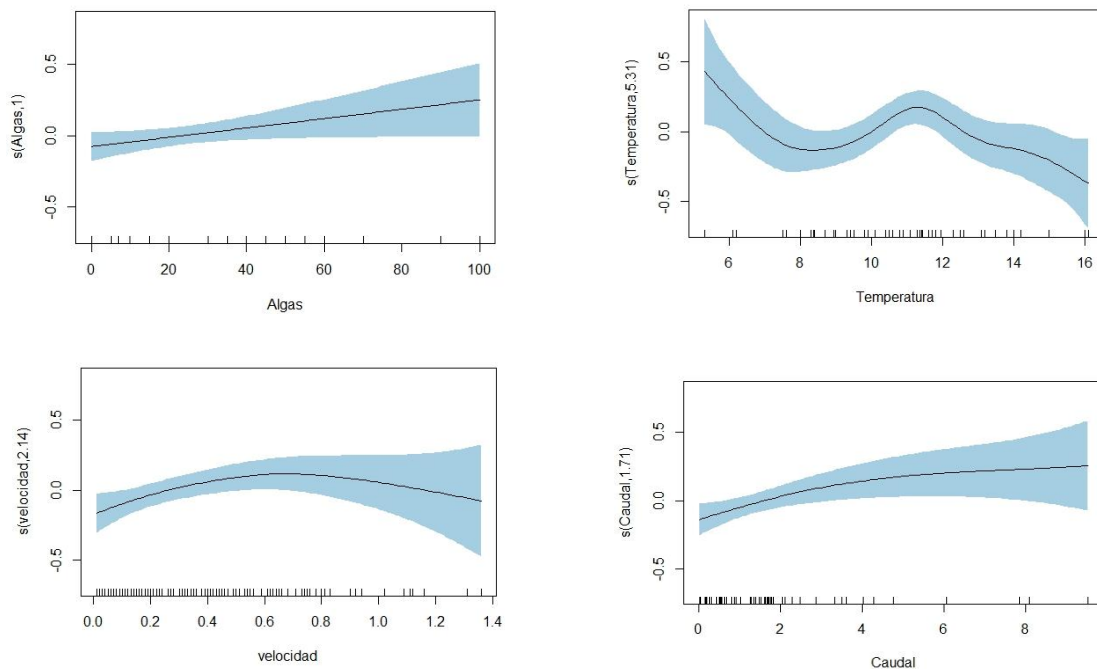 s(Algas,1)
0.5
0.0
-0.5
0 20 40 60 80 100
Algas
s(Temperatura,5.31)
0.5
0.0
-0.5
6 8 10 12 14 16
Temperatura
s(velocidad,2.14)
0.5
0.0
-0.5
0.0 0.2 0.4 0.6 0.8 1.0 1.2 1.4
velocidad
s(Caudal,1.71)
0.5
0.0
-0.5
0 2 4 6 8
Caudal